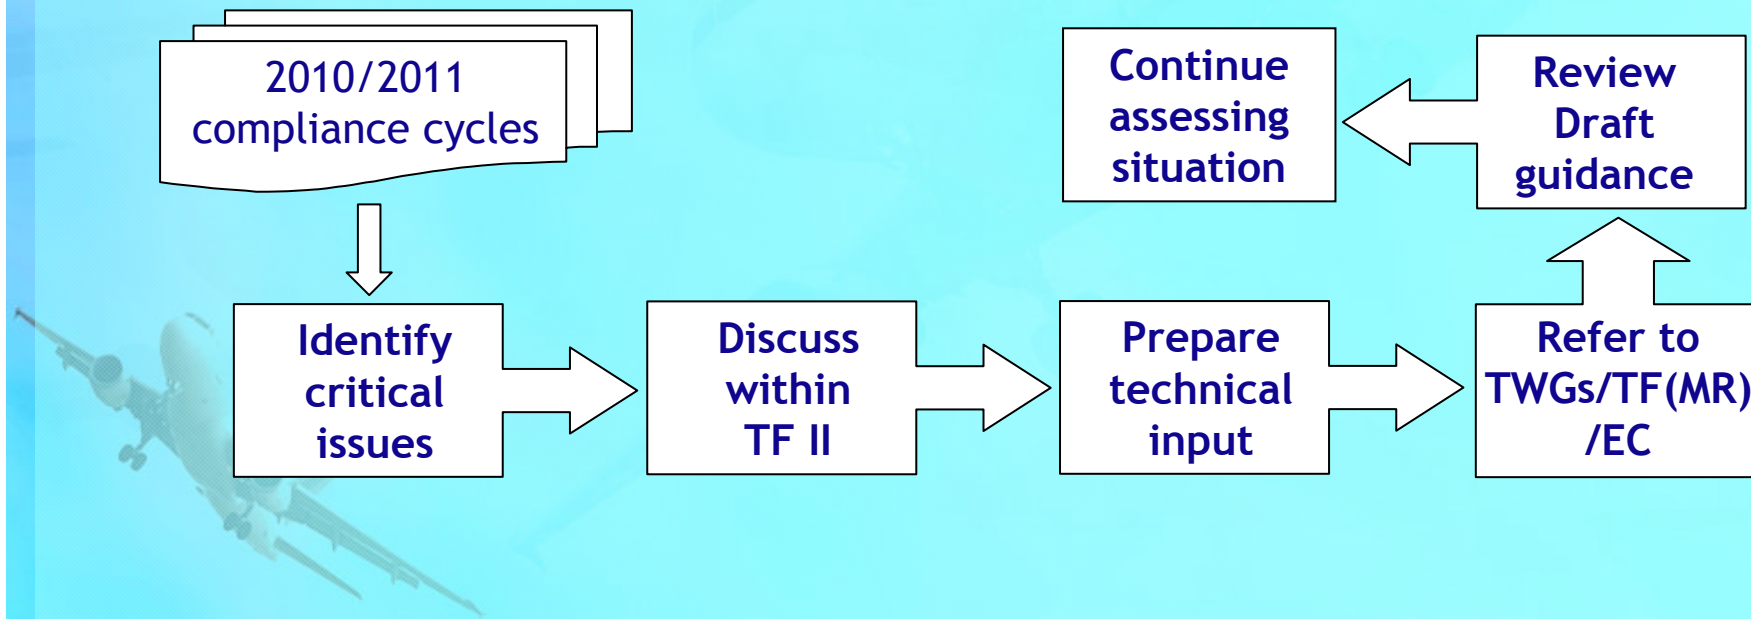 2010/2011
compliance cycles
Identify
critical
issues
Discuss
within
TF II
Prepare
technical
input
Refer to
TWGs/TF(MR)
/EC
Review
Draft
guidance
Continue
assessing
situation